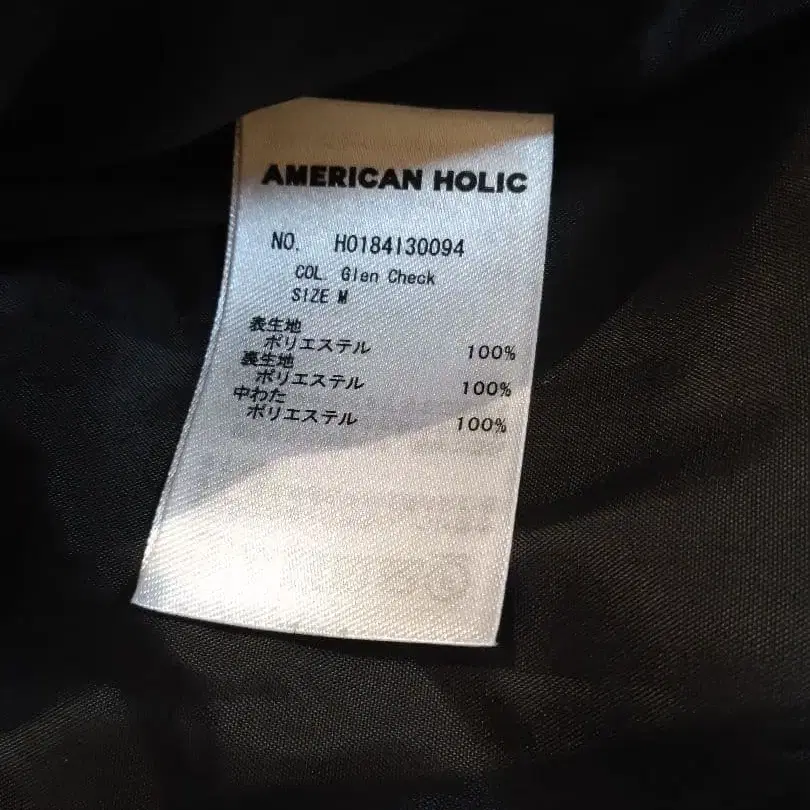 AMERICAN HOLIC
NO. H0184I30094
COL. Glen Check
SIZE M
表生地
ポリエステル 100%
裏生地
ポリエステル 100%
中わた
ポリエステル 100%